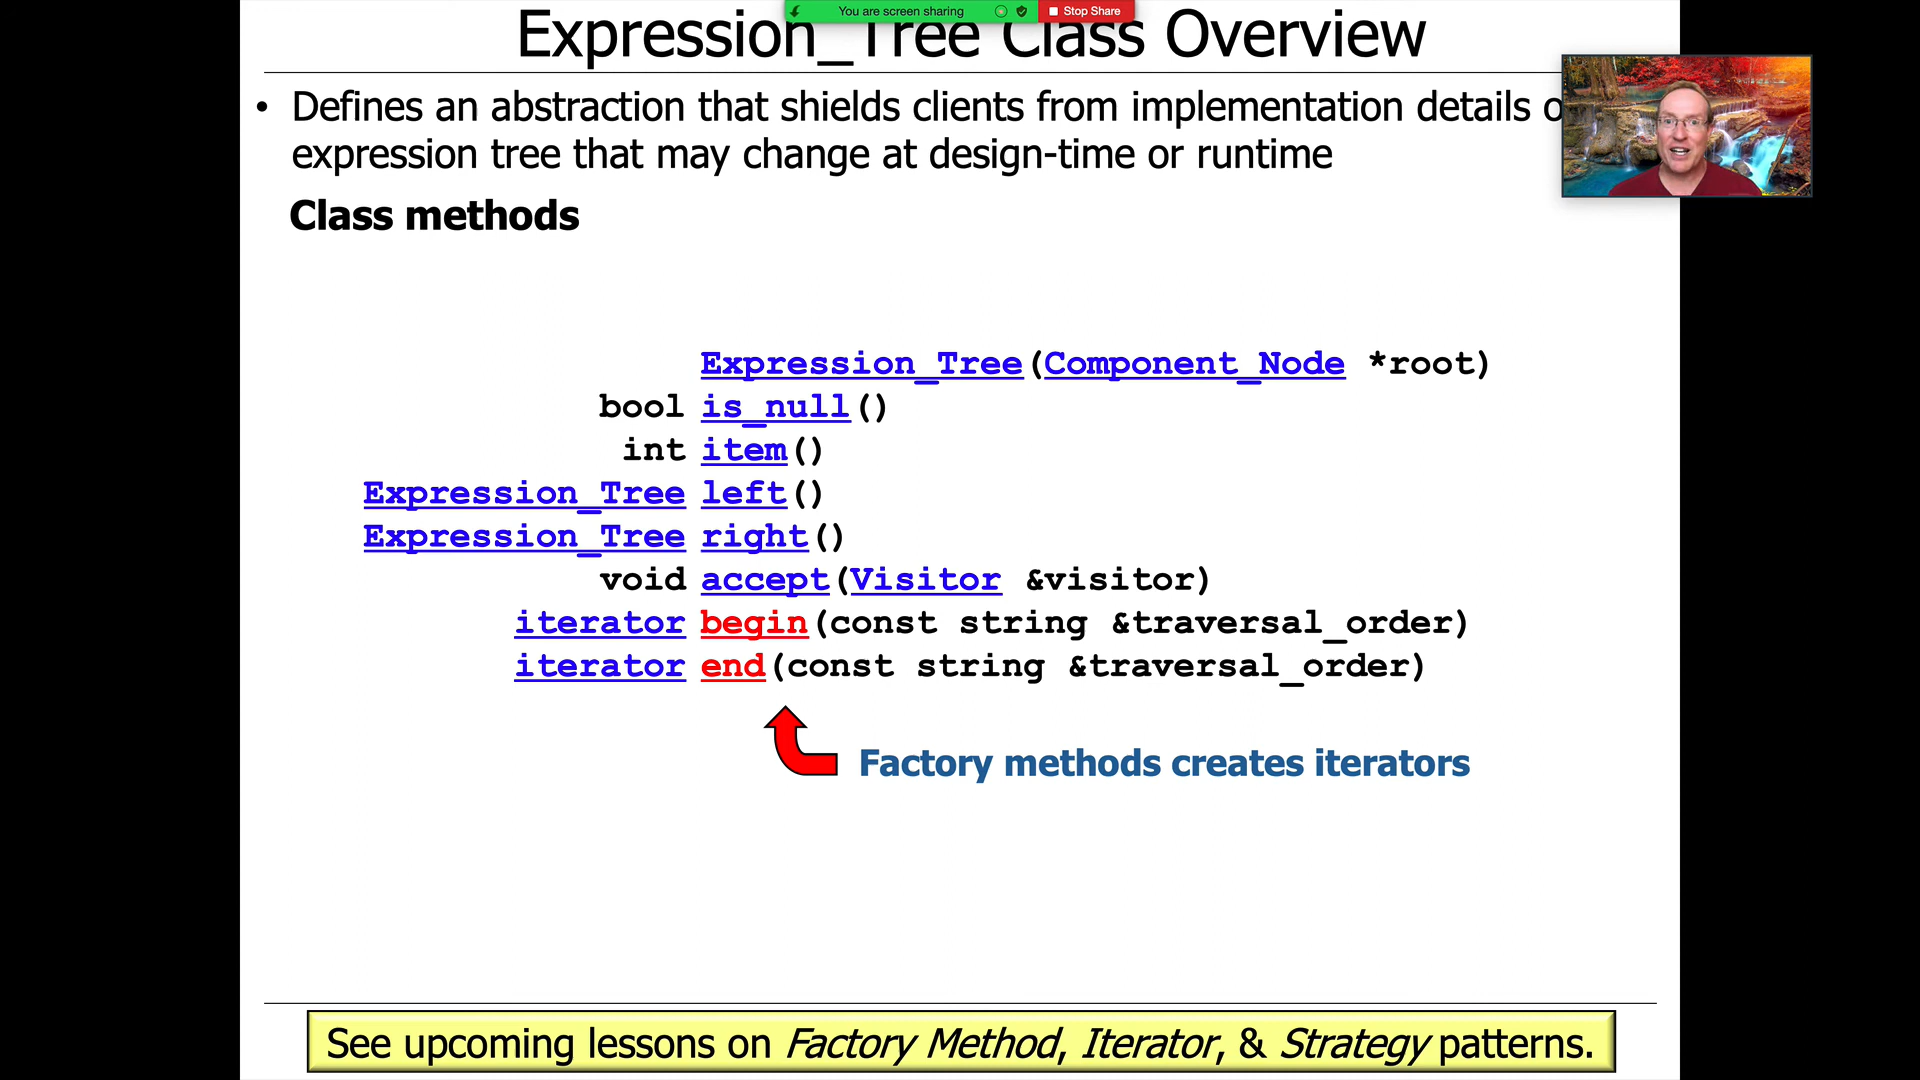 You are screen sharing
Stop Share
Expression_Tree Class Overview
• Defines an abstraction that shields clients from implementation details
expression tree that may change at design-time or runtime
Class methods
Expression_Tree(Component_Node *root)
bool is_null()
int item()
Expression_Tree left()
Expression_Tree right()
void accept(Visitor &visitor)
iterator begin(const string &traversal_order)
iterator end(const string &traversal_order)
Factory methods creates iterators
See upcoming lessons on Factory Method, Iterator, & Strategy patterns.